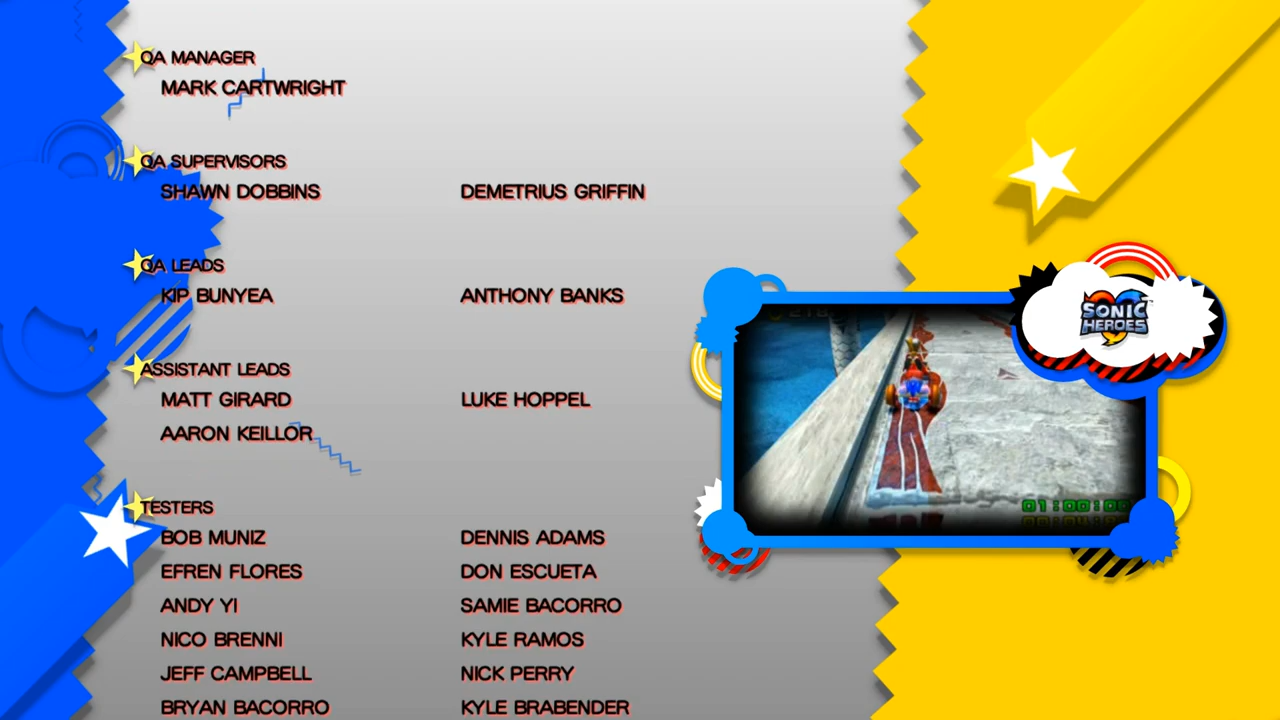 QA MANAGER
MARK CARTWRIGHT
QA SUPERVISORS
SHAWN DOBBINS DEMETRIUS GRIFFIN
QA LEADS
KIP BUNYEA ANTHONY BANKS
ASSISTANT LEADS
MATT GIRARD LUKE HOPPEL
AARON KEILLOR
TESTERS
BOB MUNIZ DENNIS ADAMS
EFREN FLORES DON ESCUETA
ANDY YI SAMIE BACORRO
NICO BRENNI KYLE RAMOS
JEFF CAMPBELL NICK PERRY
BRYAN BACORRO KYLE BRABENDER
SONIC
HEROES
01:00:00